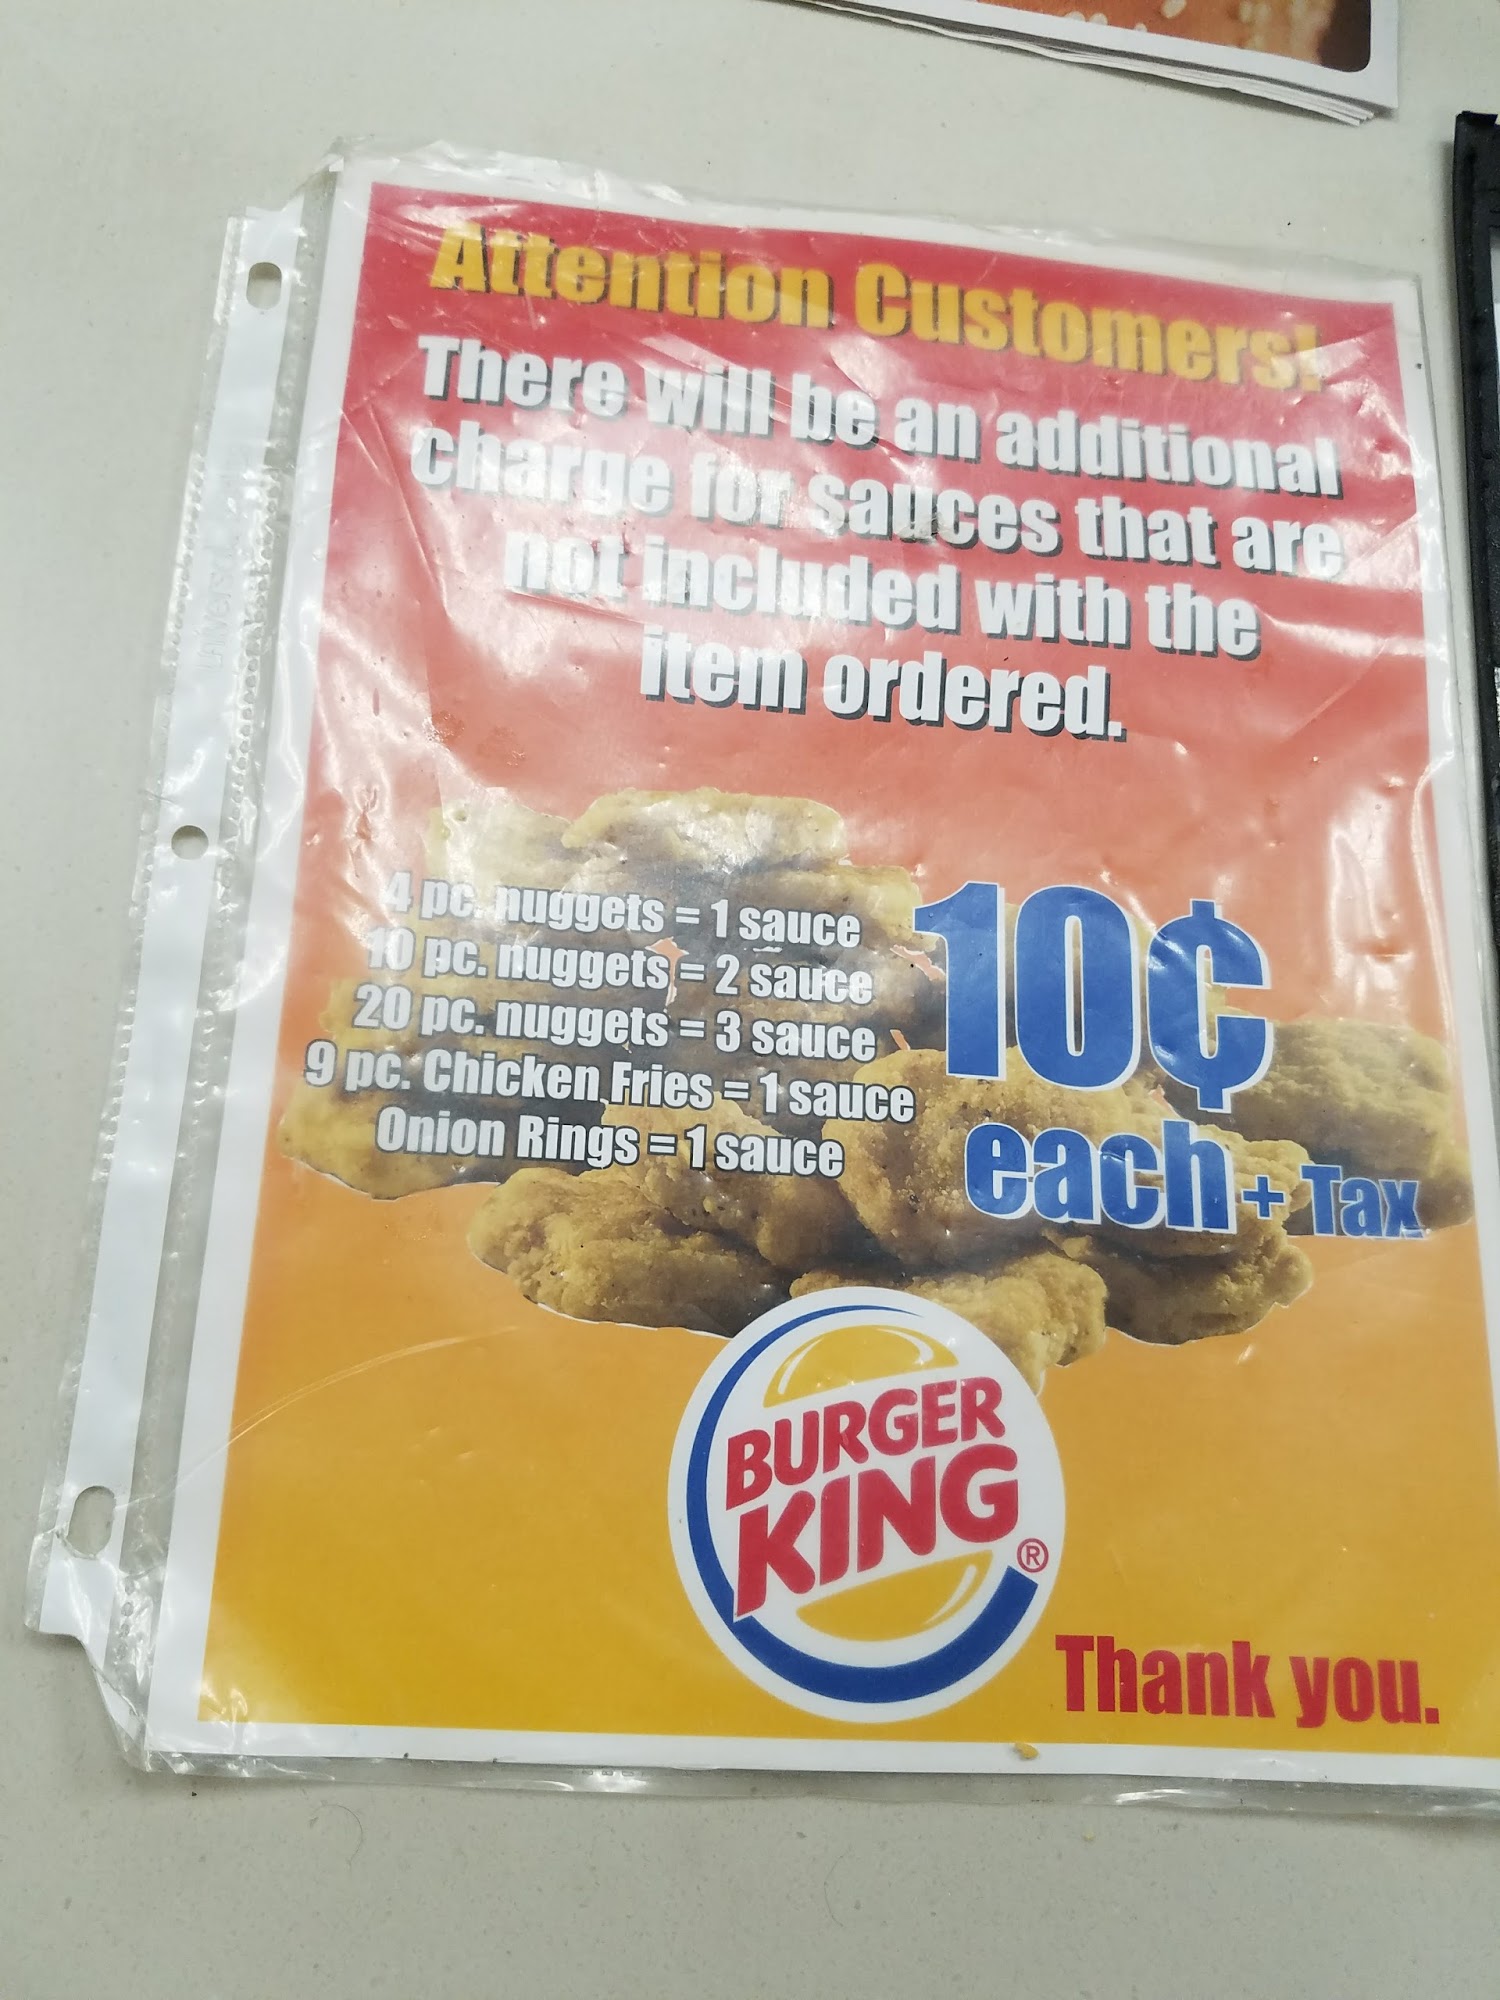 Attention Customers!
There will be an additional
charge for sauces that are
not included with the
item ordered.
4 pc. nuggets = 1 sauce
10 pc. nuggets = 2 sauce
20 pc. nuggets = 3 sauce
9 pc. Chicken Fries = 1 sauce
Onion Rings = 1 sauce
10¢
each + Tax
BURGER
KING
®
Thank you.